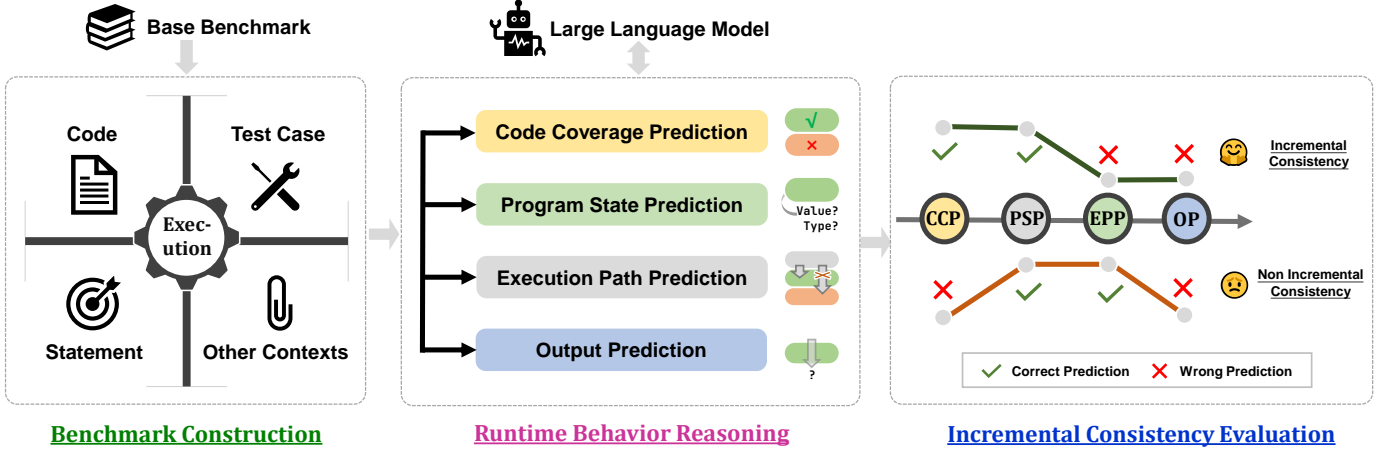 Base Benchmark
Large Language Model
Code
Test Case
Exec-
ution
Statement
Other Contexts
Benchmark Construction
Code Coverage Prediction
√
×
Program State Prediction
Value?
Type?
Execution Path Prediction
Output Prediction
?
Runtime Behavior Reasoning
Incremental
Consistency
CCP
PSP
EPP
OP
Non Incremental
Consistency
Correct Prediction
Wrong Prediction
Incremental Consistency Evaluation